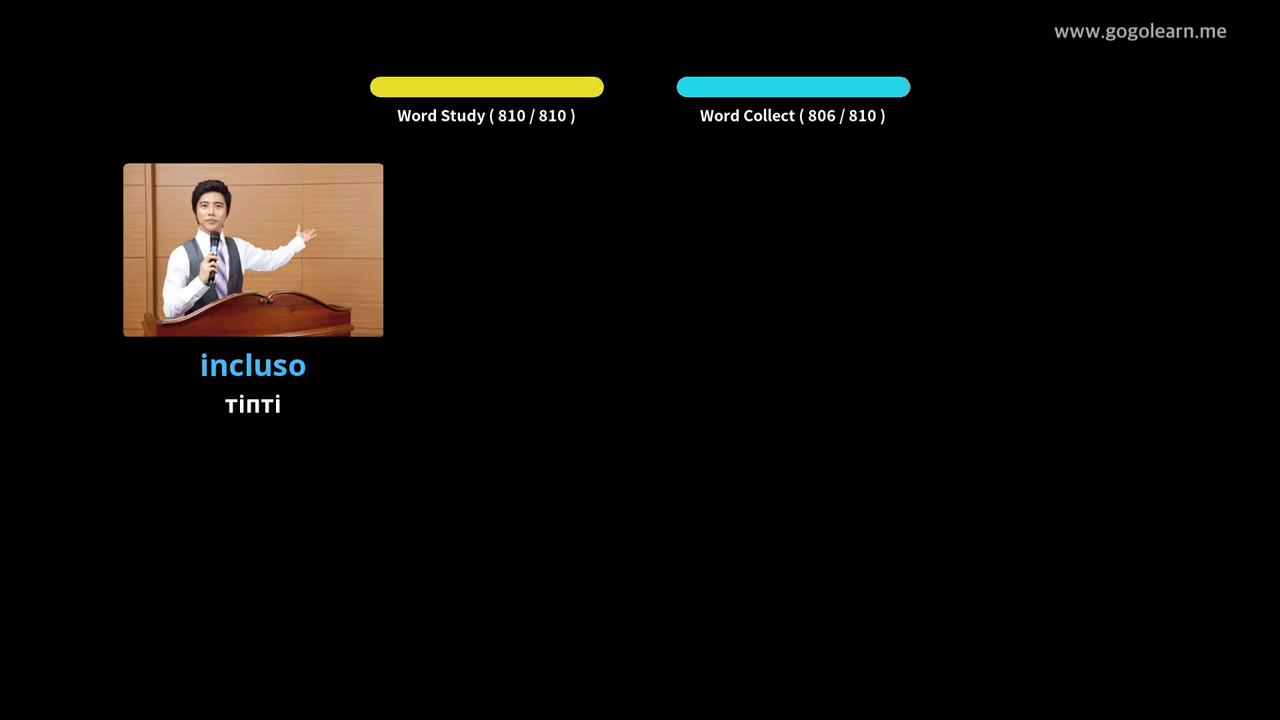 www.gogolearn.me
Word Study ( 810 / 810 )
Word Collect ( 806 / 810 )
incluso
тіпті